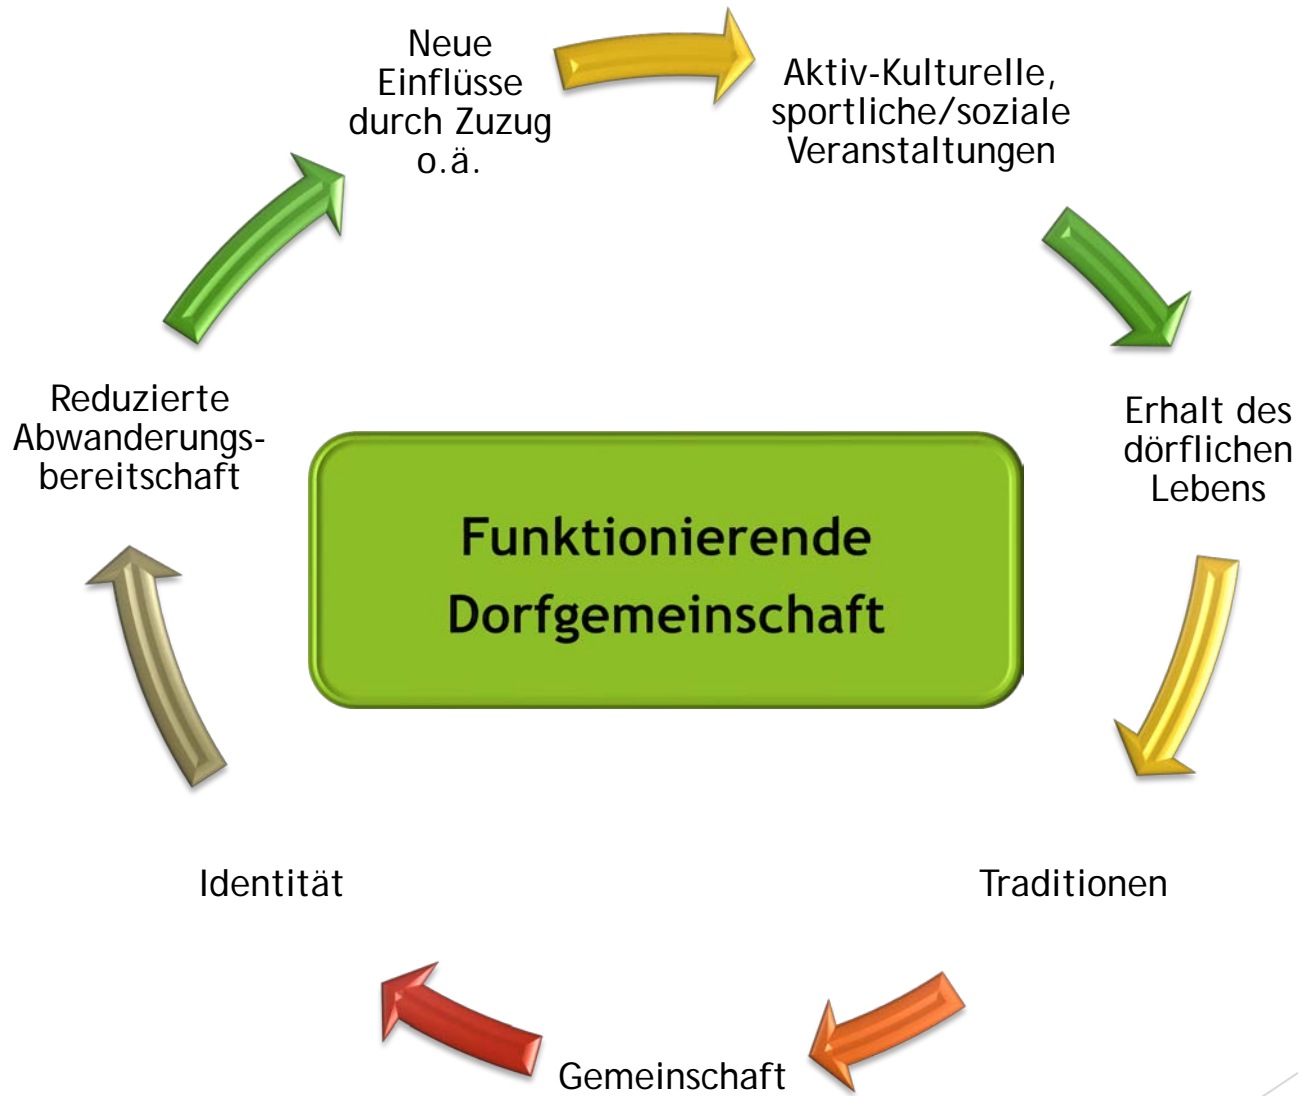 Neue
Einflüsse
durch Zuzug
o.ä.
Aktiv-Kulturelle,
sportliche/soziale
Veranstaltungen
Erhalt des
dörflichen
Lebens
Traditionen
Gemeinschaft
Identität
Reduzierte
Abwanderungs-
bereitschaft
Funktionierende
Dorfgemeinschaft